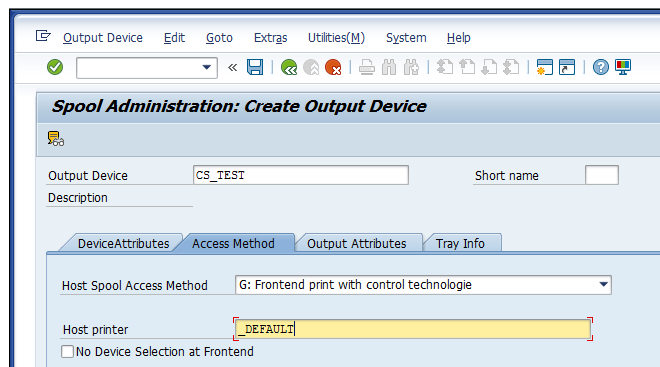 Output Device Edit Goto Extras Utilities(M) System Help
Spool Administration: Create Output Device
Output Device CS_TEST Short name
Description
DeviceAttributes Access Method Output Attributes Tray Info
Host Spool Access Method G: Frontend print with control technologie
Host printer _DEFAULT
No Device Selection at Frontend